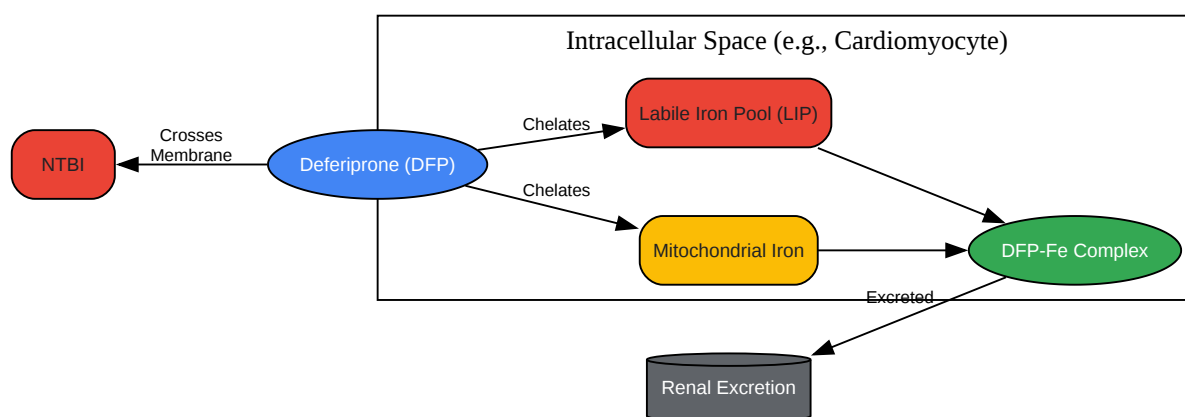 Intracellular Space (e.g., Cardiomyocyte)
Labile Iron Pool (LIP)
Chelates
Crosses
Membrane
NTBI
Deferiprone (DFP)
Chelates
Mitochondrial Iron
DFP-Fe Complex
Excreted
Renal Excretion